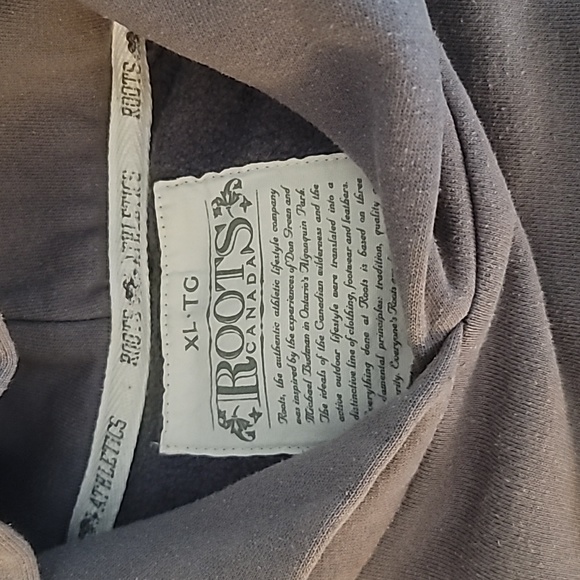 XL · TG
ROOTS
CANADA
Roots, the authentic athletic lifestyle company
was inspired by the experiences of Don Green and
Michael Budman in Ontario's Algonquin Park.
The ideals of the Canadian wilderness and the
active outdoor lifestyle were translated into a
distinctive line of clothing, footwear and leathers.
everything done at Roots is based on three
damental principles: tradition, quality
rity. Everyone's Roots
ATHLETICS ROOTS ATHLETICS ROOTS